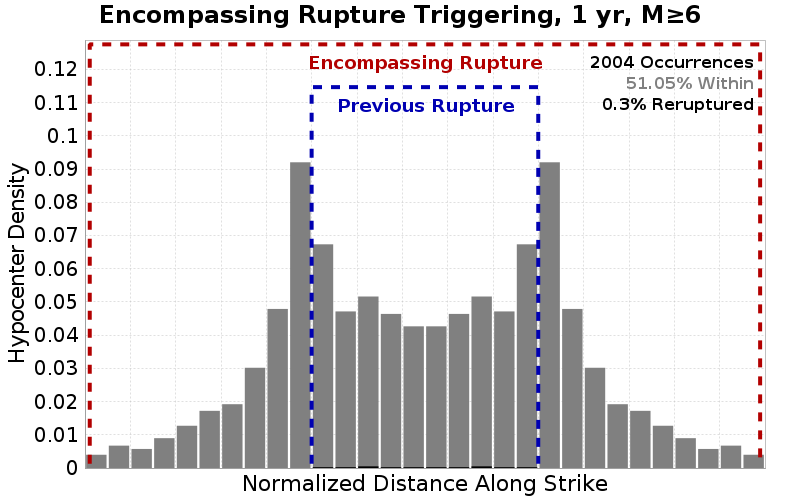 Encompassing Rupture Triggering, 1 yr, M≥6
Encompassing Rupture
Previous Rupture
2004 Occurrences
51.05% Within
0.3% Reruptured
Hypocenter Density
0.12
0.11
0.1
0.09
0.08
0.07
0.06
0.05
0.04
0.03
0.02
0.01
0
Normalized Distance Along Strike